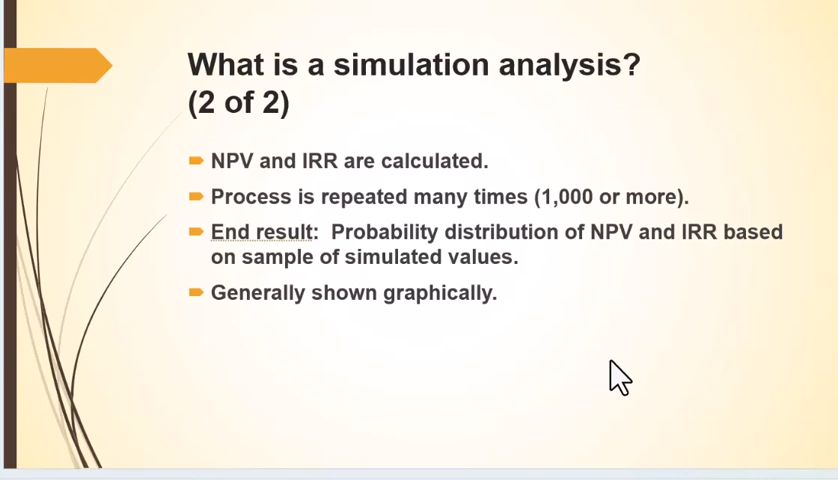 What is a simulation analysis?
(2 of 2)
NPV and IRR are calculated.
Process is repeated many times (1,000 or more).
End result:  Probability distribution of NPV and IRR based
on sample of simulated values.
Generally shown graphically.